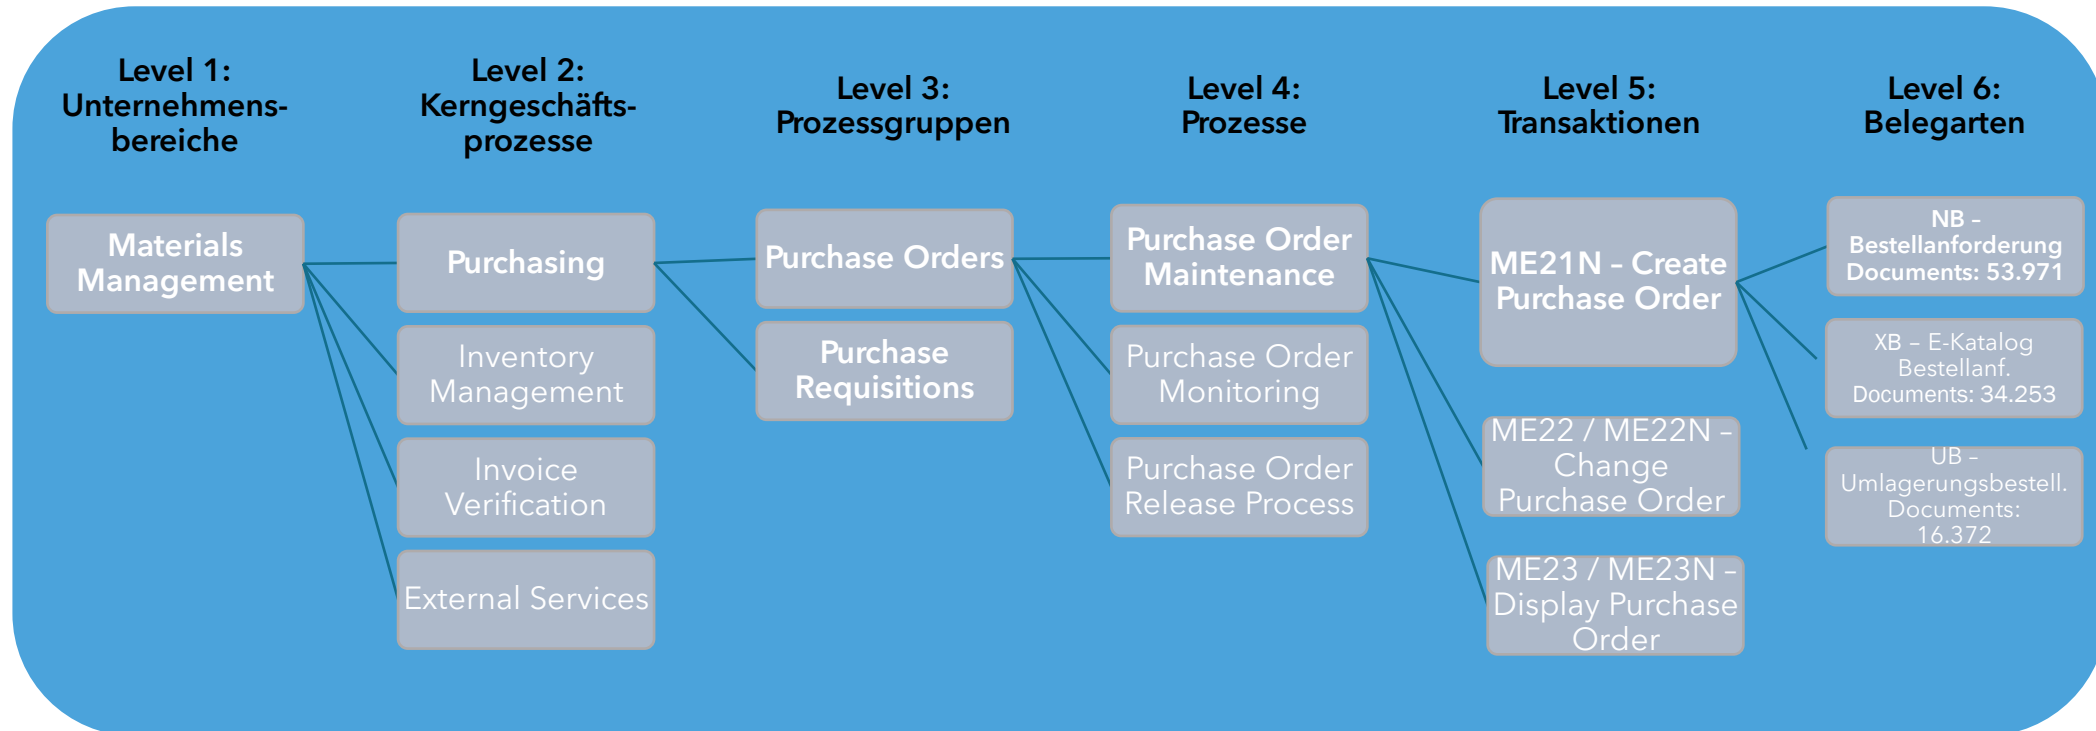 Level 1:
Unternehmens-
bereiche
Level 2:
Kerngeschäfts-
prozesse
Level 3:
Prozessgruppen
Level 4:
Prozesse
Level 5:
Transaktionen
Level 6:
Belegarten
Materials
Management
Purchasing
Inventory
Management
Invoice
Verification
External Services
Purchase Orders
Purchase
Requisitions
Purchase Order
Maintenance
Purchase Order
Monitoring
Purchase Order
Release Process
ME21N – Create
Purchase Order
ME22 / ME22N –
Change
Purchase Order
ME23 / ME23N –
Display Purchase
Order
NB –
Bestellanforderung
Documents: 53.971
XB – E-Katalog
Bestellanf.
Documents: 34.253
UB –
Umlagerungsbestell.
Documents:
16.372